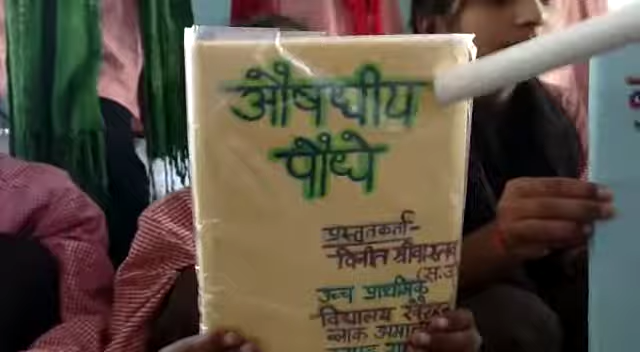 औषधीय
पौधे
प्रस्तुतकर्ता-
विनीत श्रीवास्तव
(स.अ
उच्च प्राथमिक
विद्यालय
ब्लाक